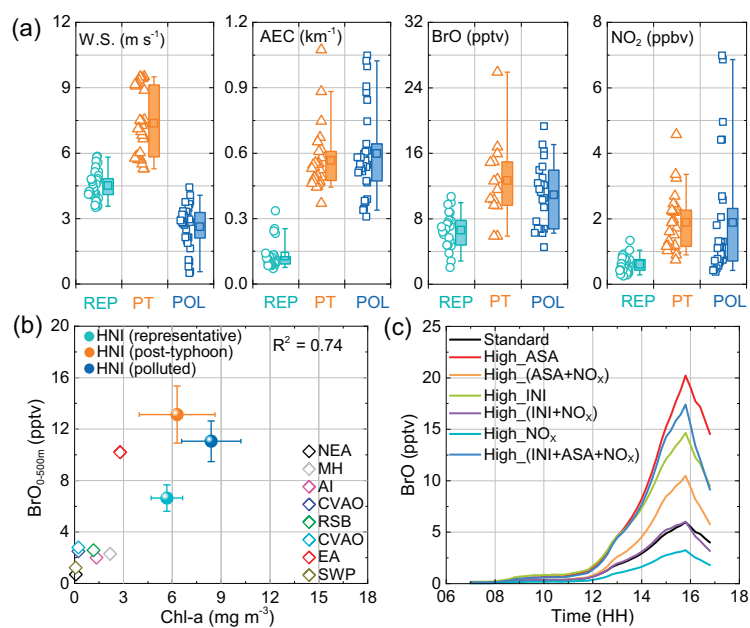 (a)
W.S. (m s⁻¹)
AEC (km⁻¹)
BrO (pptv)
NO₂ (ppbv)
12
9
6
3
0
REP PT POL
1.2
0.9
0.6
0.3
0.0
REP PT POL
32
24
16
8
0
REP PT POL
8
6
4
2
0
REP PT POL
(b)
BrO₀₋₅₀₀ₘ (pptv)
20
16
12
8
4
0
HNI (representative)
HNI (post-typhoon)
HNI (polluted)
R² = 0.74
NEA
MH
AI
CVAO
RSB
CVAO
EA
SWP
0 3 6 9 12 15 18
Chl-a (mg m⁻³)
(c)
BrO (pptv)
25
20
15
10
5
0
Standard
High_ASA
High_(ASA+NOₓ)
High_INI
High_(INI+NOₓ)
High_NOₓ
High_(INI+ASA+NOₓ)
06 08 10 12 14 16 18
Time (HH)